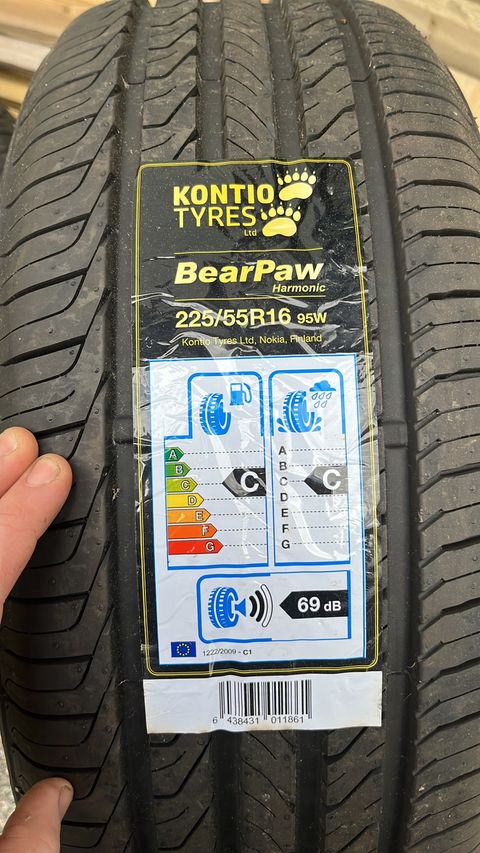 KONTIO
TYRES
Ltd
BearPaw
Harmonic
225/55R16 95W
Kontio Tyres Ltd, Nokia, Finland
A
B
C
D
E
F
G
C
A
B
C
D
E
F
G
C
69 dB
1222/2009 - C1
6 438431 011861